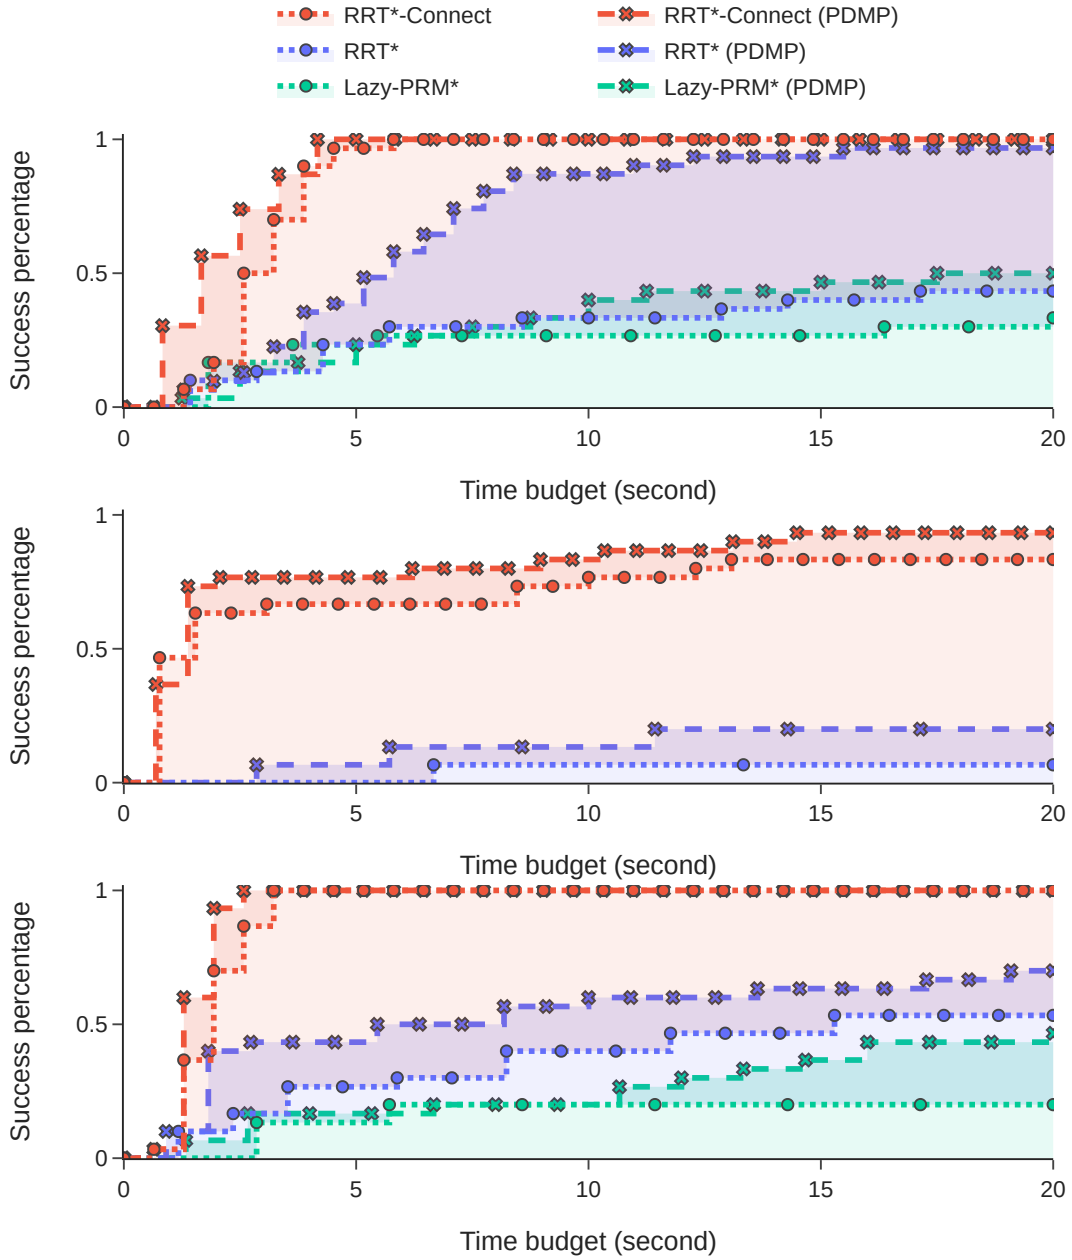 RRT*-Connect RRT*-Connect (PDMP)
RRT* RRT* (PDMP)
Lazy-PRM* Lazy-PRM* (PDMP)
Success percentage
1
0.5
0
0 5 10 15 20
Time budget (second)
Success percentage
1
0.5
0
0 5 10 15 20
Time budget (second)
Success percentage
1
0.5
0
0 5 10 15 20
Time budget (second)